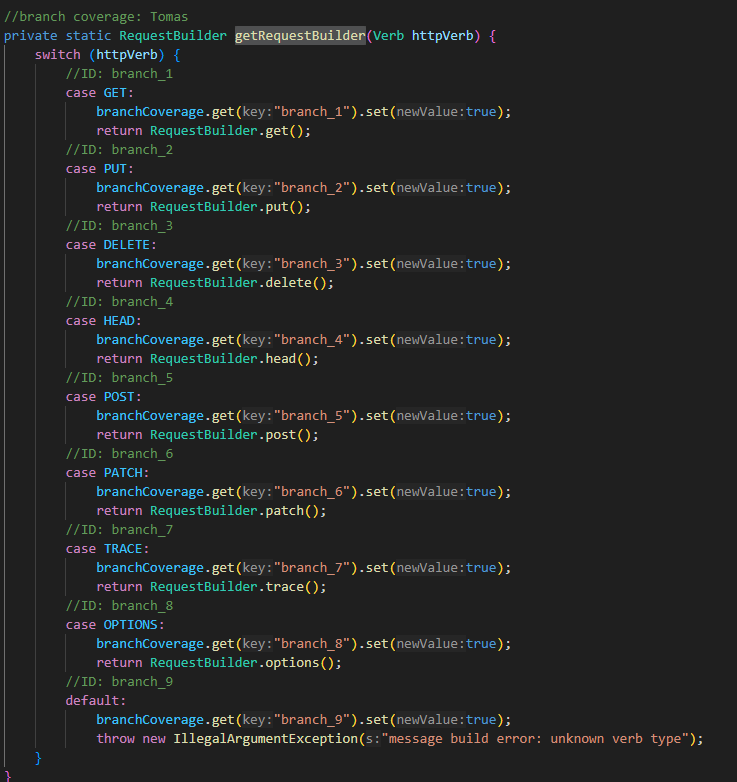 //branch coverage: Tomas
private static RequestBuilder getRequestBuilder(Verb httpVerb) {
    switch (httpVerb) {
        //ID: branch_1
        case GET:
            branchCoverage.get(key:"branch_1").set(newValue:true);
            return RequestBuilder.get();
        //ID: branch_2
        case PUT:
            branchCoverage.get(key:"branch_2").set(newValue:true);
            return RequestBuilder.put();
        //ID: branch_3
        case DELETE:
            branchCoverage.get(key:"branch_3").set(newValue:true);
            return RequestBuilder.delete();
        //ID: branch_4
        case HEAD:
            branchCoverage.get(key:"branch_4").set(newValue:true);
            return RequestBuilder.head();
        //ID: branch_5
        case POST:
            branchCoverage.get(key:"branch_5").set(newValue:true);
            return RequestBuilder.post();
        //ID: branch_6
        case PATCH:
            branchCoverage.get(key:"branch_6").set(newValue:true);
            return RequestBuilder.patch();
        //ID: branch_7
        case TRACE:
            branchCoverage.get(key:"branch_7").set(newValue:true);
            return RequestBuilder.trace();
        //ID: branch_8
        case OPTIONS:
            branchCoverage.get(key:"branch_8").set(newValue:true);
            return RequestBuilder.options();
        //ID: branch_9
        default:
            branchCoverage.get(key:"branch_9").set(newValue:true);
            throw new IllegalArgumentException(s:"message build error: unknown verb type");
    }
}